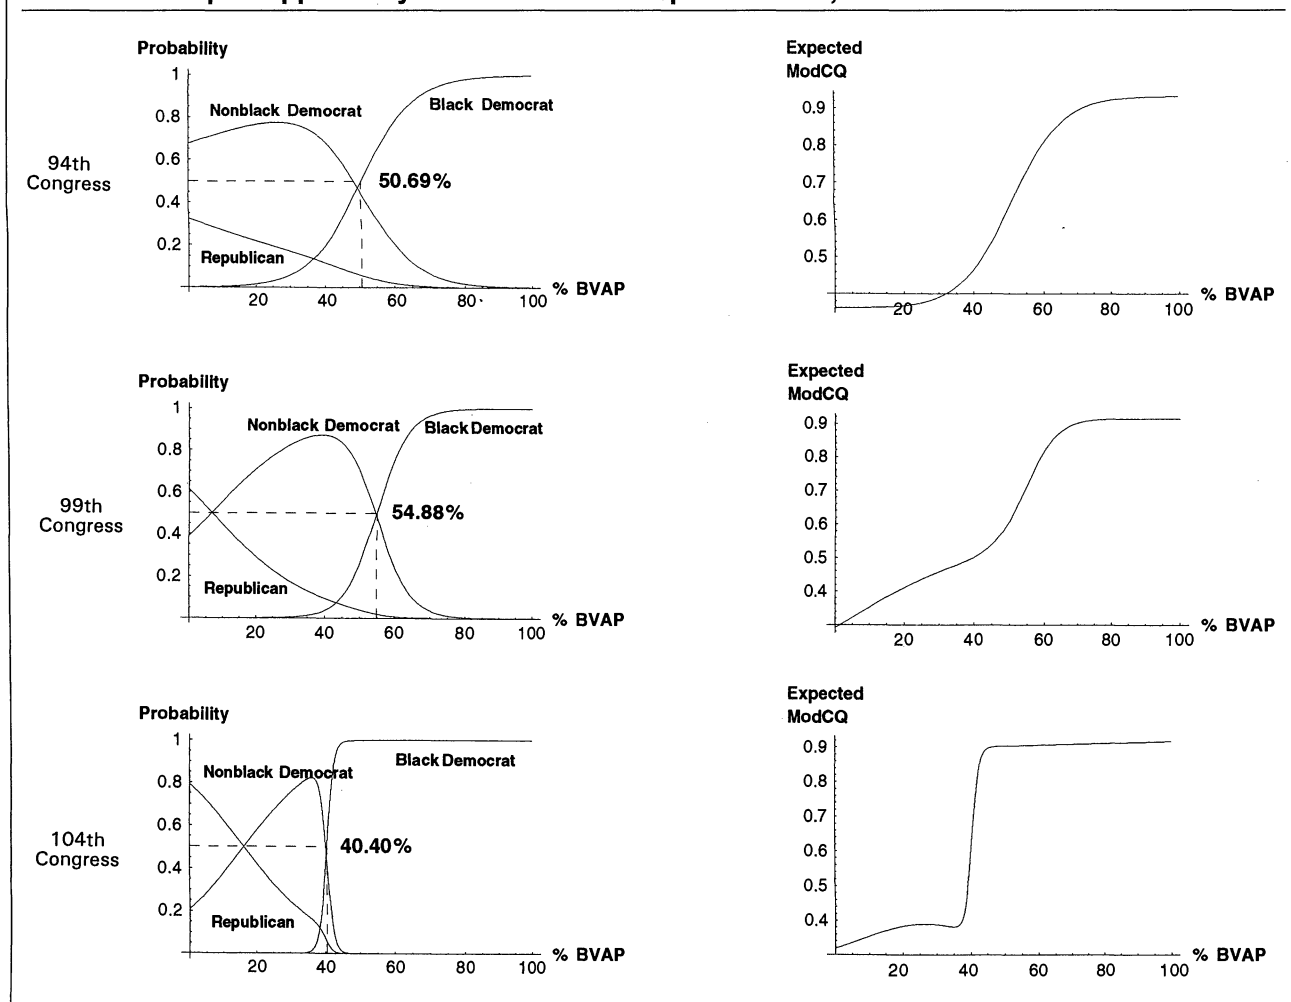 Probability
1
0.8
0.6
0.4
0.2
Nonblack Democrat
Black Democrat
50.69%
Republican
94th
Congress
20 40 60 80 100 % BVAP
Expected
ModCQ
0.9
0.8
0.7
0.6
0.5
20 40 60 80 100 % BVAP
Probability
1
0.8
0.6
0.4
0.2
Nonblack Democrat
Black Democrat
54.88%
Republican
99th
Congress
20 40 60 80 100 % BVAP
Expected
ModCQ
0.9
0.8
0.7
0.6
0.5
0.4
20 40 60 80 100 % BVAP
Probability
1
0.8
0.6
0.4
0.2
Nonblack Democrat
Black Democrat
40.40%
Republican
104th
Congress
20 40 60 80 100 % BVAP
Expected
ModCQ
0.9
0.8
0.7
0.6
0.5
0.4
20 40 60 80 100 % BVAP